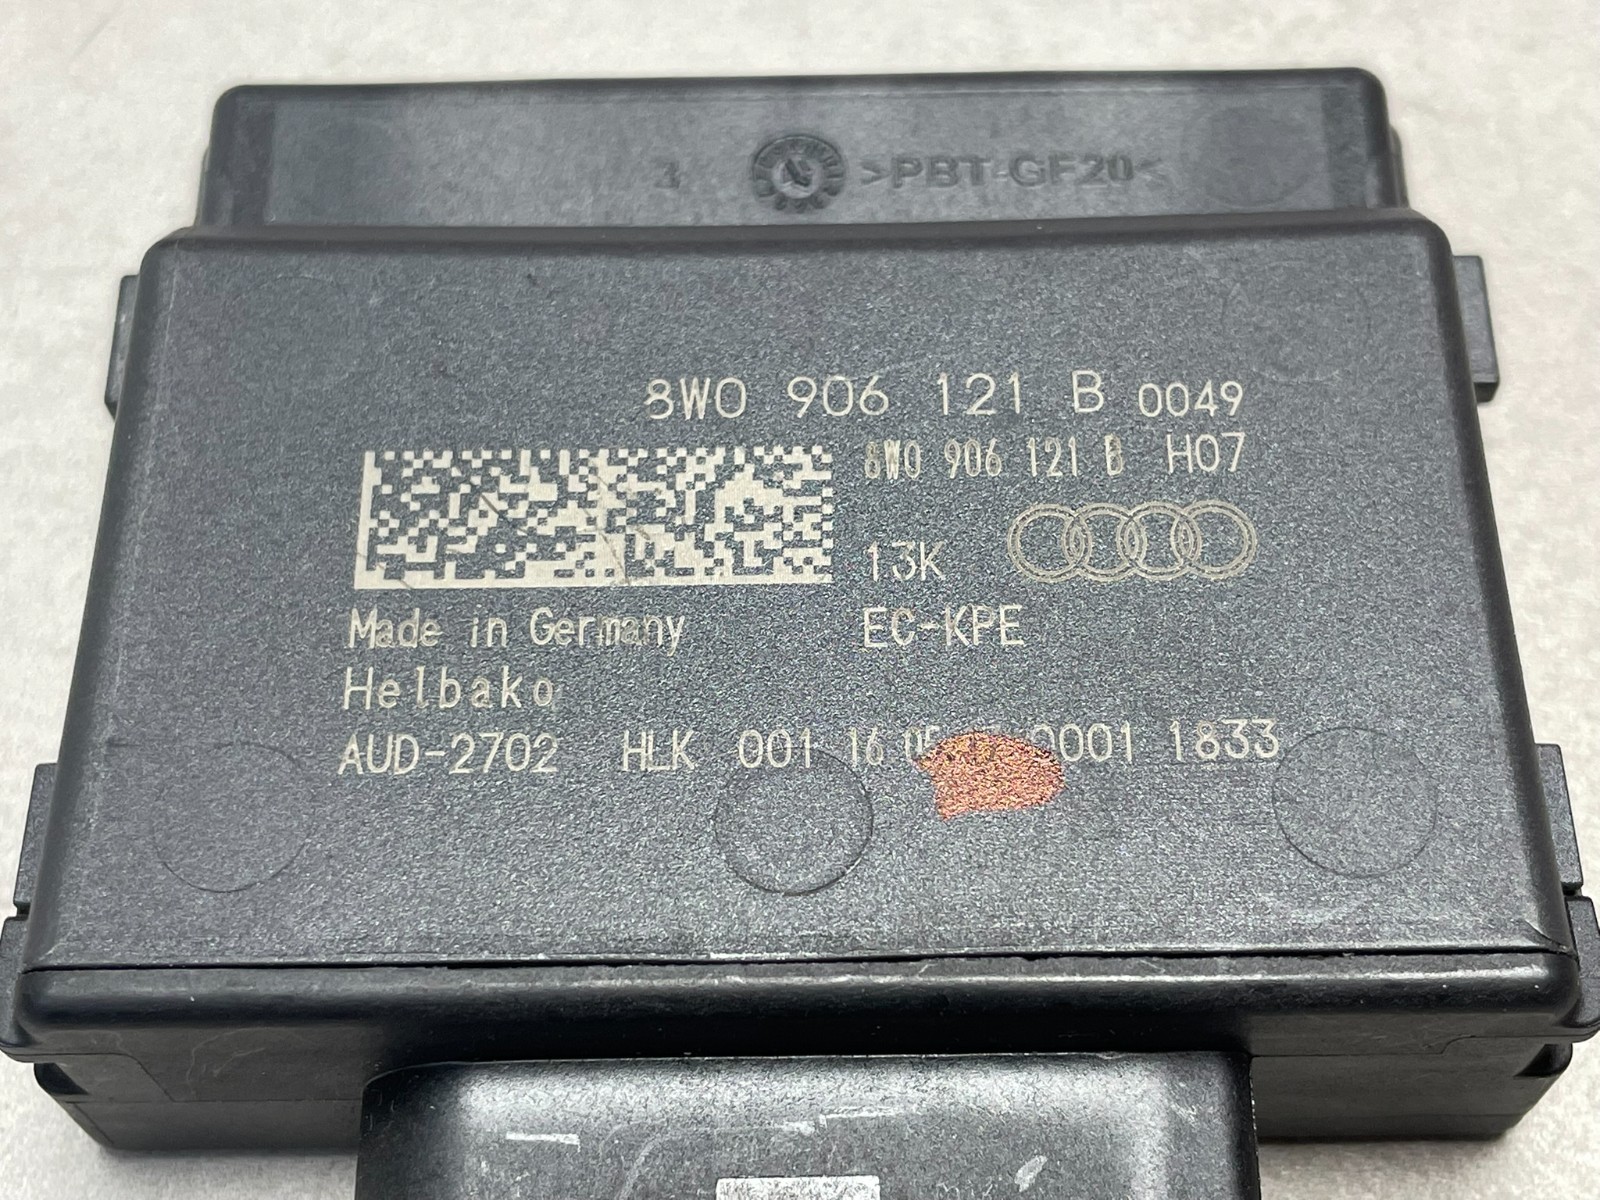 3 >PBT-GF20<
8W0 906 121 B 0049
8W0 906 121 B H07
13K
Made in Germany EC-KPE
Helbako
AUD-2702 HLK 001 16 0001 1833